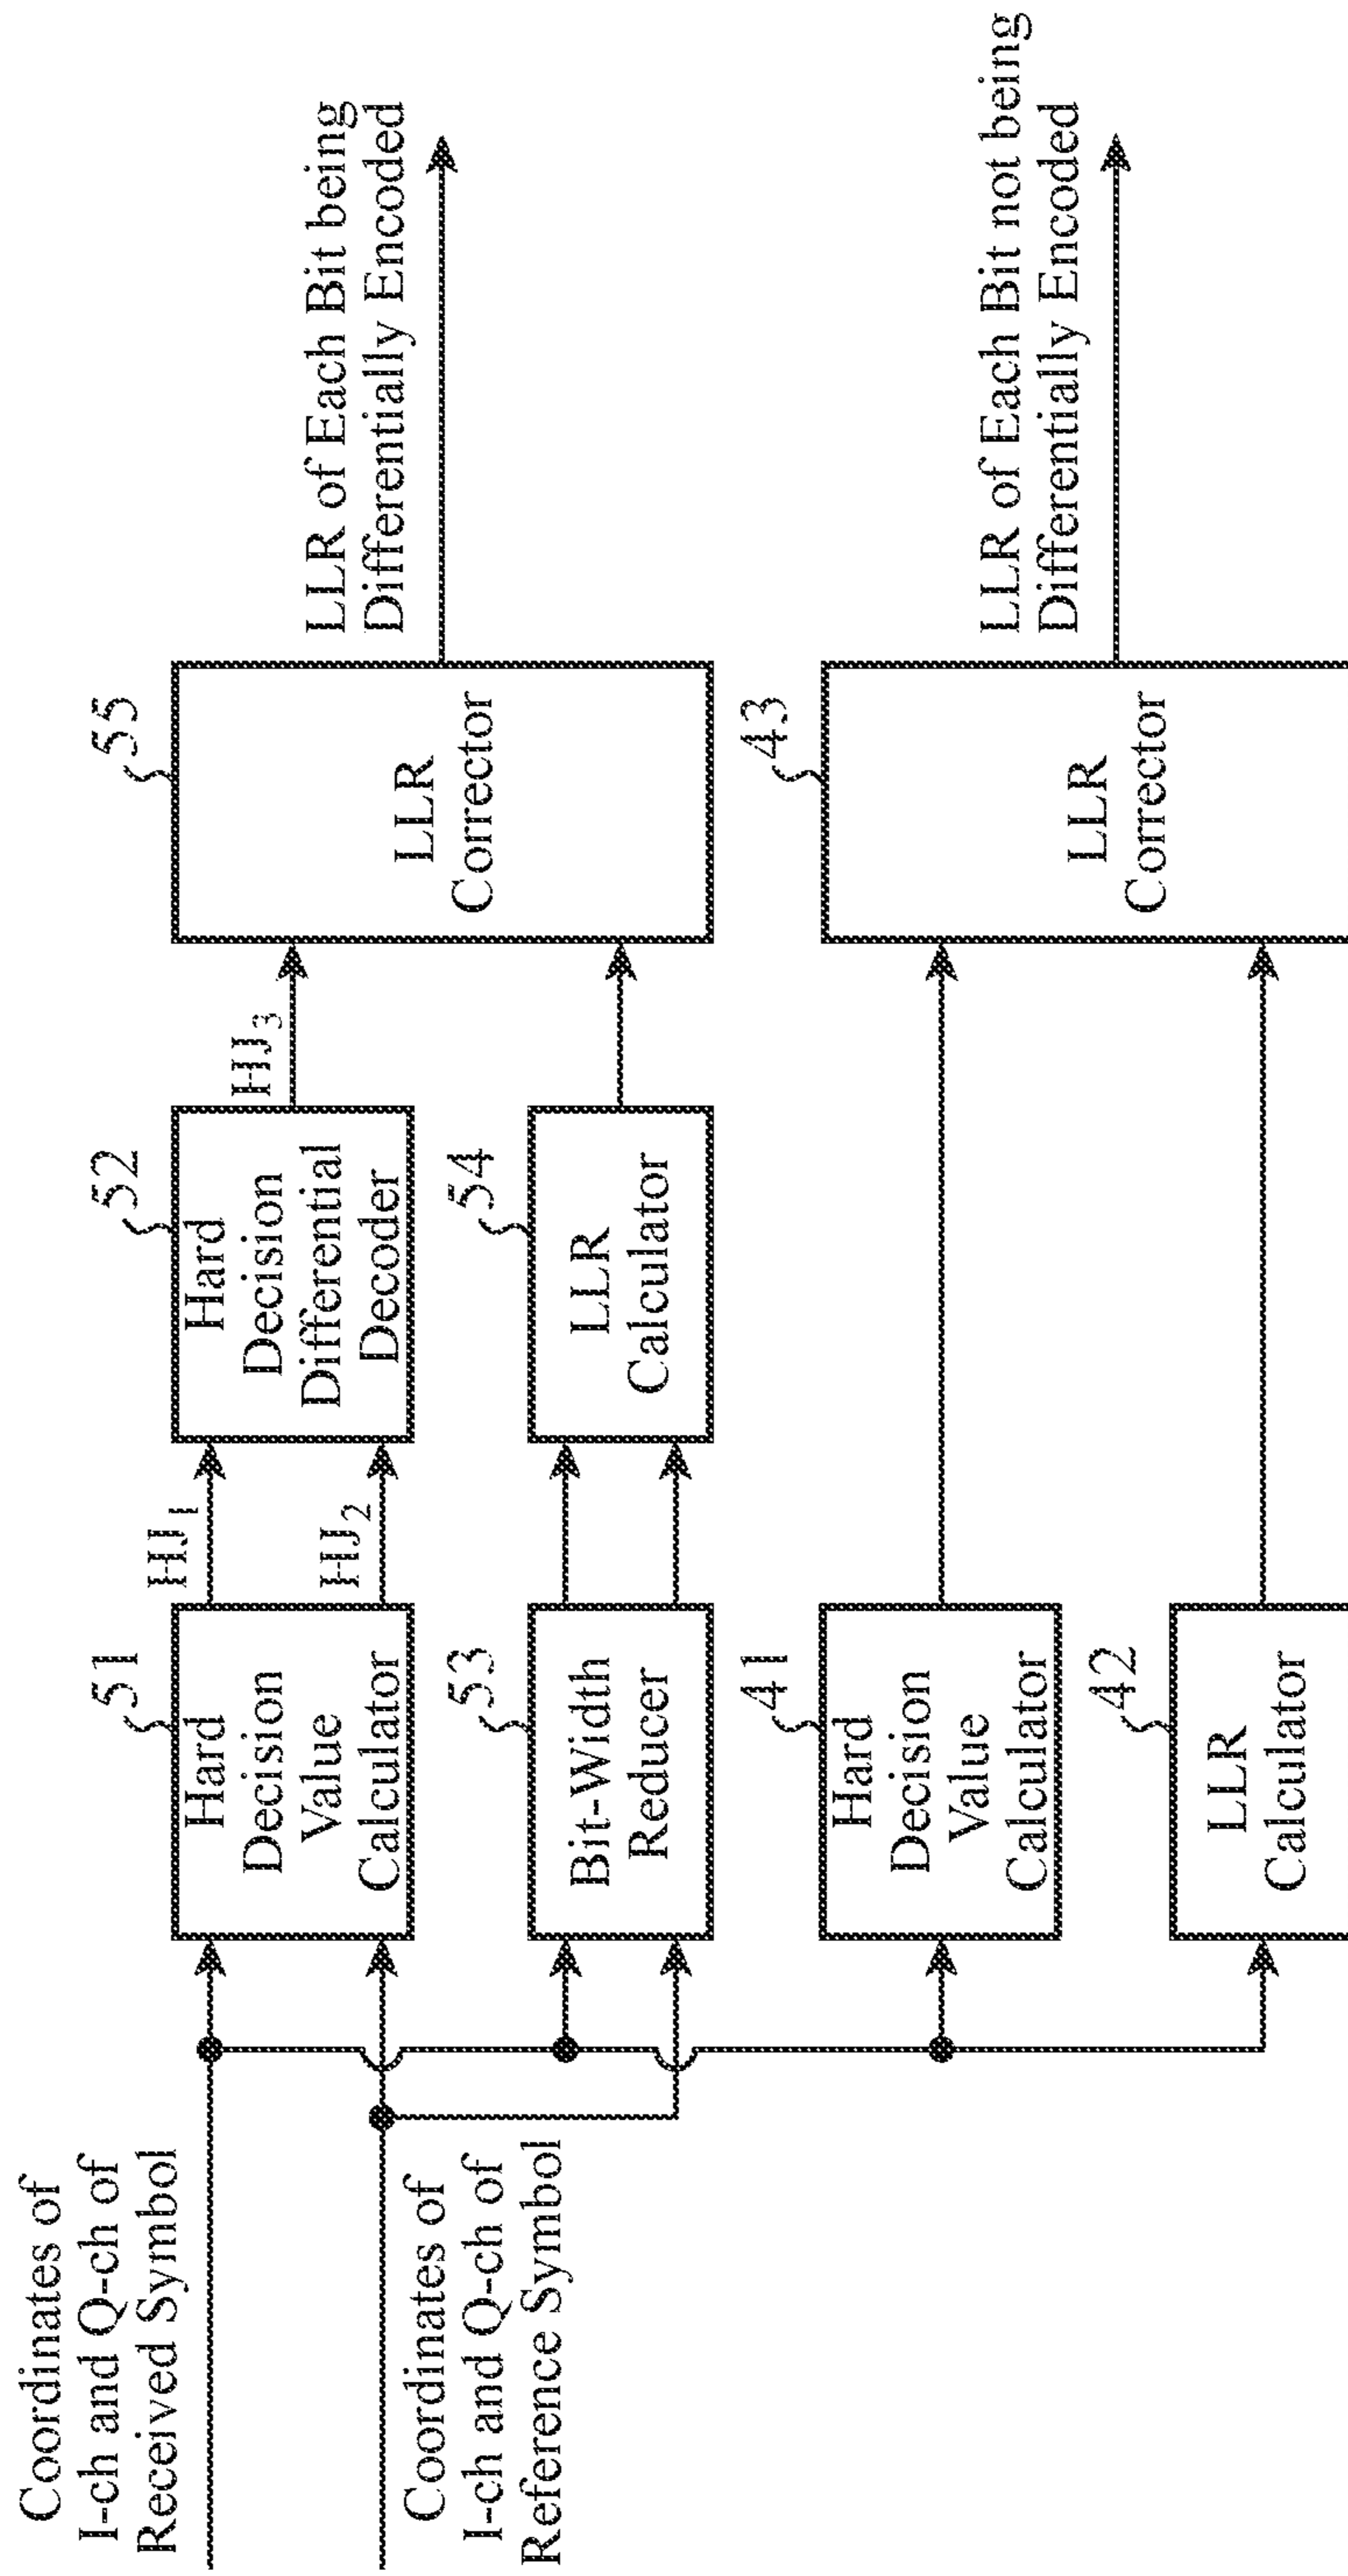 Coordinates of
I-ch and Q-ch of
Received Symbol
Coordinates of
I-ch and Q-ch of
Reference Symbol
51
Hard
Decision
Value
Calculator
HJ1
HJ2
52
Hard
Decision
Differential
Decoder
HJ3
53
Bit-Width
Reducer
54
LLR
Calculator
55
LLR
Corrector
LLR of Each Bit being
Differentially Encoded
41
Hard
Decision
Value
Calculator
42
LLR
Calculator
43
LLR
Corrector
LLR of Each Bit not being
Differentially Encoded